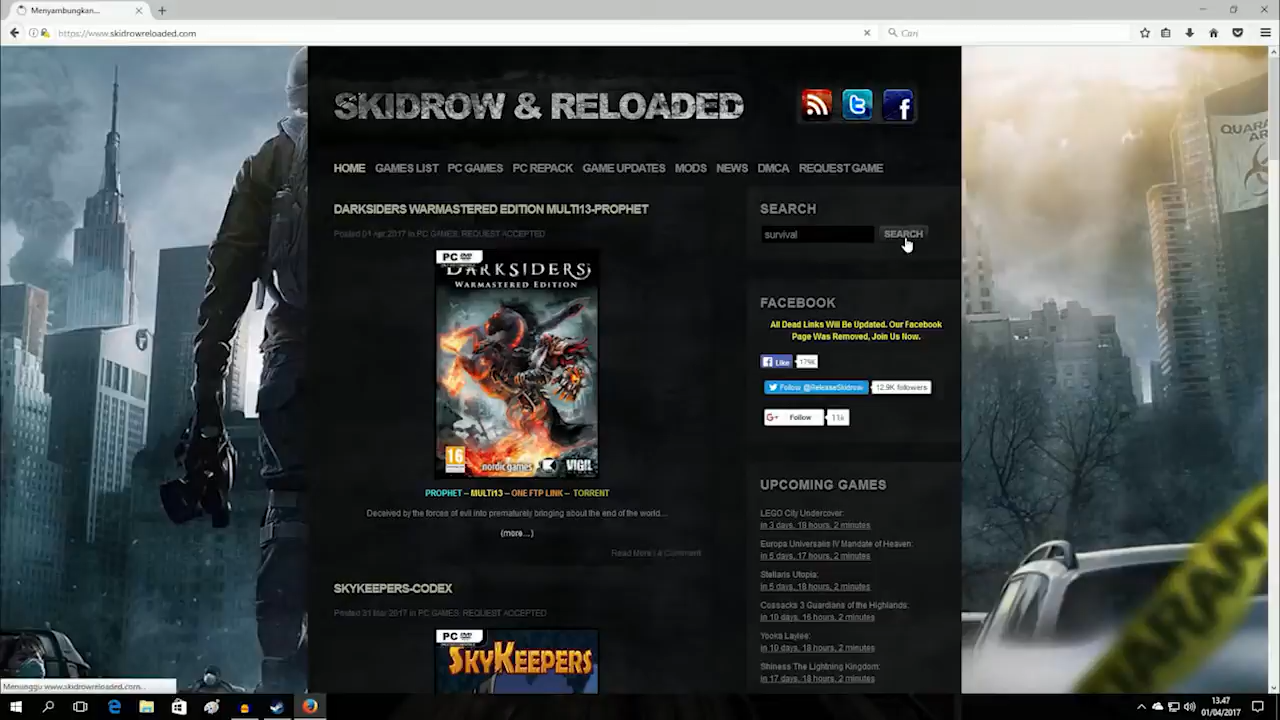 Menyambungkan...
https://www.skidrowreloaded.com
Cari
SKIDROW & RELOADED
HOME GAMES LIST PC GAMES PC REPACK GAME UPDATES MODS NEWS DMCA REQUEST GAME
DARKSIDERS WARMASTERED EDITION MULTI13-PROPHET
Posted 01 Apr 2017 in PC GAMES, REQUEST ACCEPTED
PC DVD
DARKSIDERS
WARMASTERED EDITION
16
nordic games
VIGIL
PROPHET – MULTI13 – ONE FTP LINK – TORRENT
Deceived by the forces of evil into prematurely bringing about the end of the world...
(more...)
Read More
a Comment
SKYKEEPERS-CODEX
Posted 31 Mar 2017 in PC GAMES, REQUEST ACCEPTED
PC DVD
SKYKEEPERS
SEARCH
survival
SEARCH
FACEBOOK
All Dead Links Will Be Updated. Our Facebook
Page Was Removed, Join Us Now.
Like 179K
Follow @ReleaseSkidrow 12.9K followers
Follow
UPCOMING GAMES
LEGO City Undercover:
in 3 days, 18 hours, 2 minutes
Europa Universalis IV Mandate of Heaven:
in 5 days, 17 hours, 2 minutes
Stellaris Utopia:
in 5 days, 18 hours, 2 minutes
Cossacks 3 Guardians of the Highlands:
in 10 days, 16 hours, 2 minutes
Yooka Laylee:
in 10 days, 18 hours, 2 minutes
Shiness The Lightning Kingdom:
in 17 days, 18 hours, 2 minutes
QUARA
AR
Menunggu www.skidrowreloaded.com...
13.47
01/04/2017